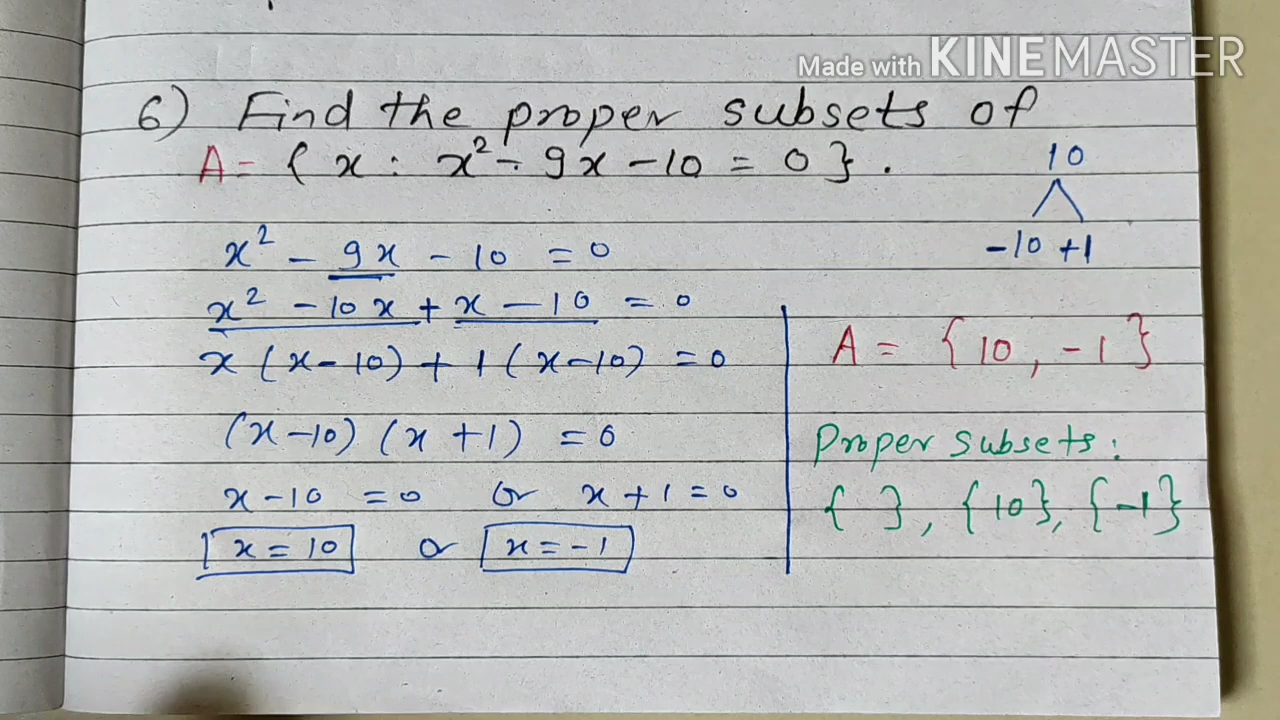 Made with KINEMASTER
6) Find the proper subsets of
A = { x : x² - 9x - 10 = 0 } .
10
-10 +1
x² - 9x - 10 = 0
x² - 10x + x - 10 = 0
x (x - 10) + 1 (x - 10) = 0
(x - 10) (x + 1) = 0
x - 10 = 0 or x + 1 = 0
x = 10 or x = -1
A = {10, -1}
Proper subsets :
{ }, {10}, {-1}